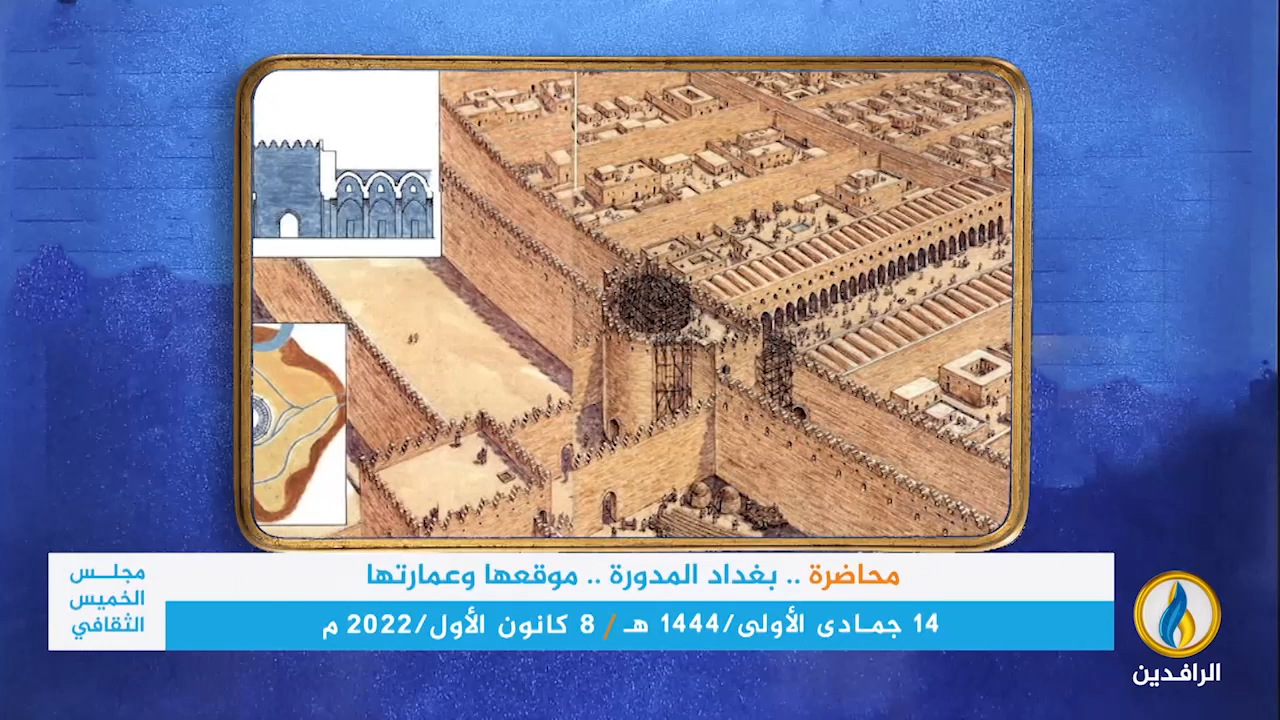 محاضرة .. بغداد المدورة .. موقعها وعمارتها
14 جمادى الأولى/1444 هـ / 8 كانون الأول/2022 م
مجلس
الخميس
الثقافي
الرافدين